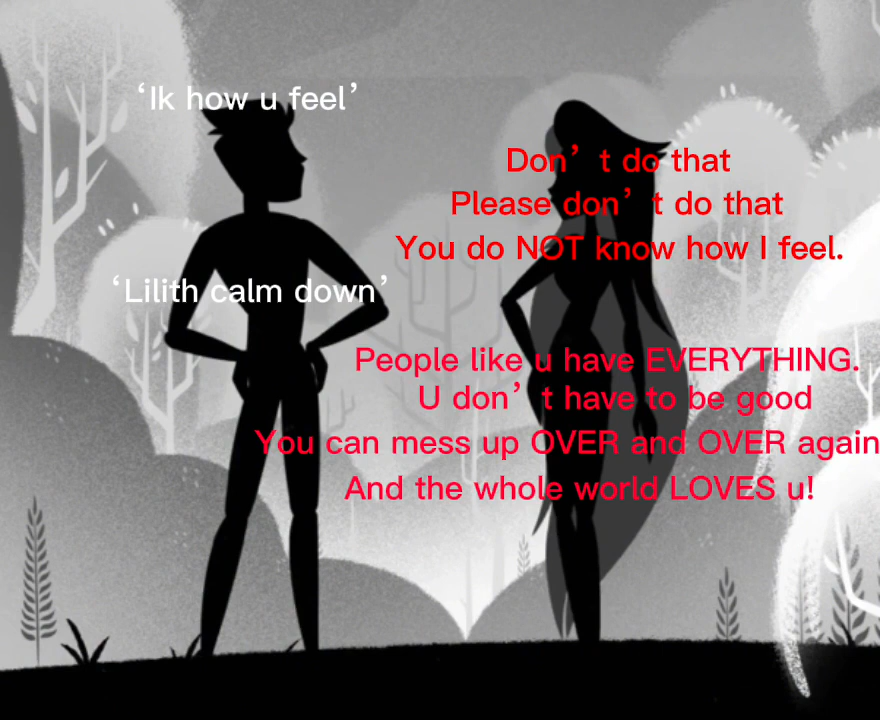 ‘Ik how u feel’
Don’t do that
Please don’t do that
You do NOT know how I feel.
‘Lilith calm down’
People like u have EVERYTHING.
U don’t have to be good
You can mess up OVER and OVER again
And the whole world LOVES u!